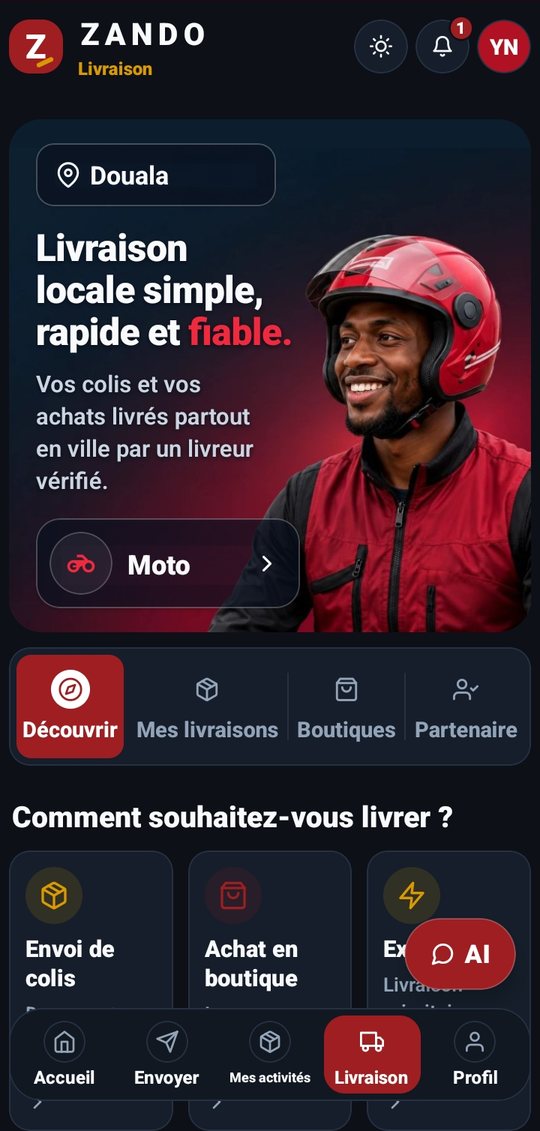 Z
ZANDO
Livraison
1
YN
Douala
Livraison
locale simple,
rapide et fiable.
Vos colis et vos
achats livrés partout
en ville par un livreur
vérifié.
Moto
Découvrir
Mes livraisons
Boutiques
Partenaire
Comment souhaitez-vous livrer ?
Envoi de
colis
Achat en
boutique
AI
Accueil
Envoyer
Mes activités
Livraison
Profil